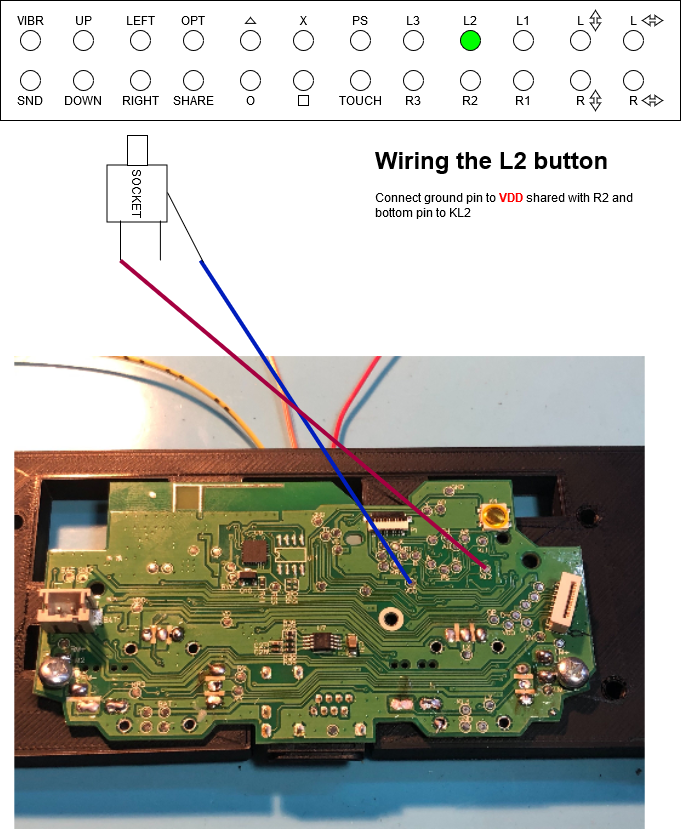 VIBR UP LEFT OPT X PS L3 L2 L1 L L
SND DOWN RIGHT SHARE O TOUCH R3 R2 R1 R R
SOCKET
Wiring the L2 button
Connect ground pin to VDD shared with R2 and
bottom pin to KL2